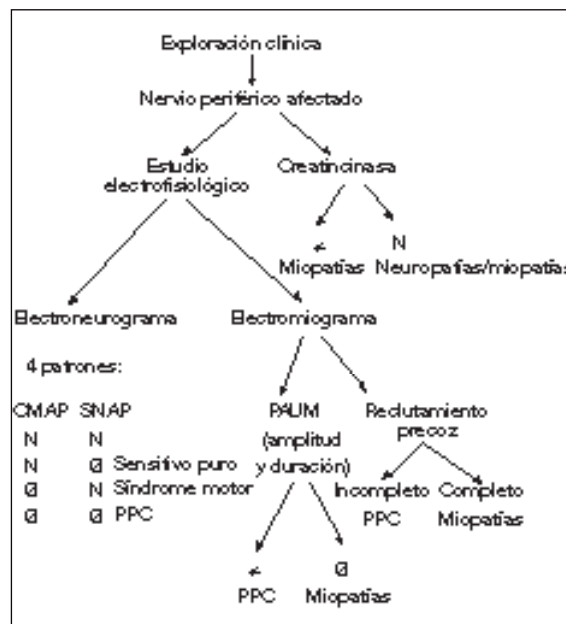 Exploración clínica
Nervio periférico afectado
Estudio
electrofisiológico
Creatincinasa
≠ N
Miopatías Neuropatías/miopatías
Electroneurograma Electromiograma
4 patrones:
CMAP SNAP
N N
N Ø Sensitivo puro
Ø N Síndrome motor
Ø Ø PPC
PAUM
(amplitud
y duración)
Reclutamiento
precoz
Incompleto Completo
PPC Miopatías
≠ Ø
PPC Miopatías